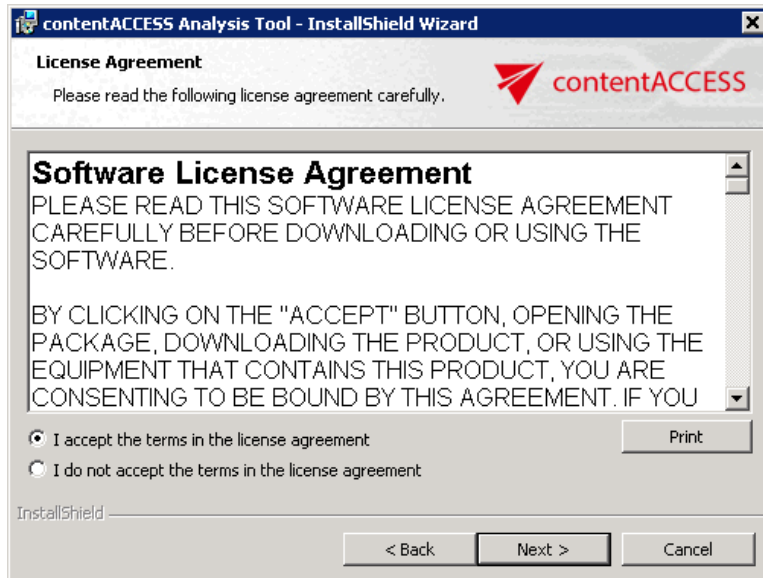 contentACCESS Analysis Tool - InstallShield Wizard
License Agreement
Please read the following license agreement carefully.
contentACCESS
Software License Agreement
PLEASE READ THIS SOFTWARE LICENSE AGREEMENT
CAREFULLY BEFORE DOWNLOADING OR USING THE
SOFTWARE.
BY CLICKING ON THE "ACCEPT" BUTTON, OPENING THE
PACKAGE, DOWNLOADING THE PRODUCT, OR USING THE
EQUIPMENT THAT CONTAINS THIS PRODUCT, YOU ARE
CONSENTING TO BE BOUND BY THIS AGREEMENT. IF YOU
I accept the terms in the license agreement
Print
I do not accept the terms in the license agreement
InstallShield
< Back
Next >
Cancel